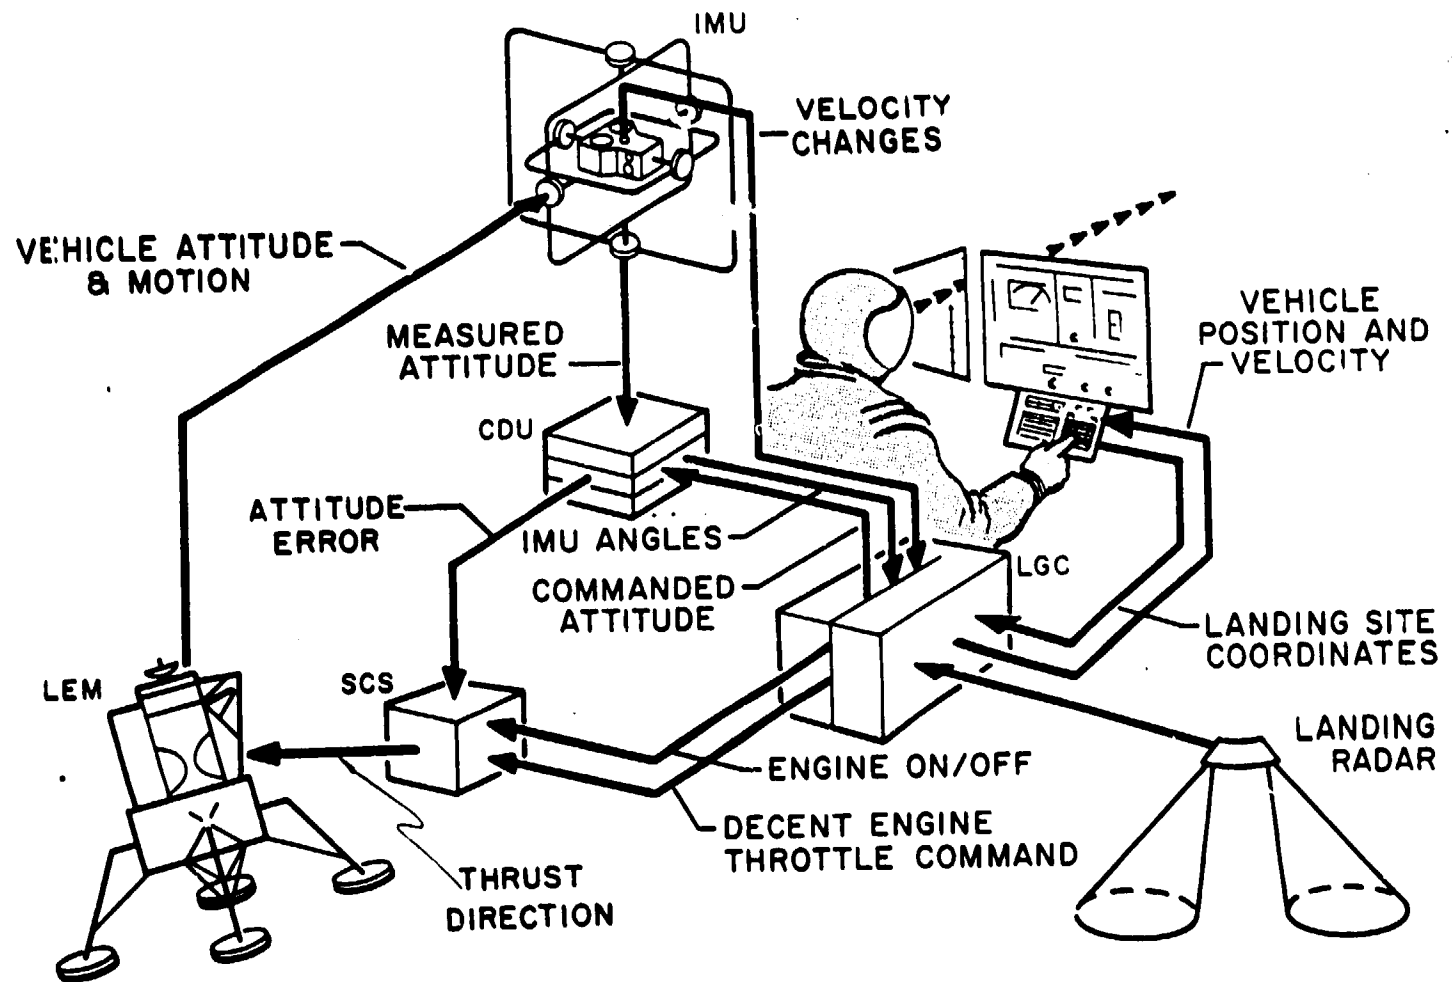 IMU
VELOCITY
CHANGES
VEHICLE ATTITUDE
& MOTION
MEASURED
ATTITUDE
VEHICLE
POSITION AND
VELOCITY
CDU
ATTITUDE
ERROR
IMU ANGLES
COMMANDED
ATTITUDE
LGC
LANDING SITE
COORDINATES
LEM
SCS
LANDING
RADAR
ENGINE ON/OFF
DECENT ENGINE
THROTTLE COMMAND
THRUST
DIRECTION